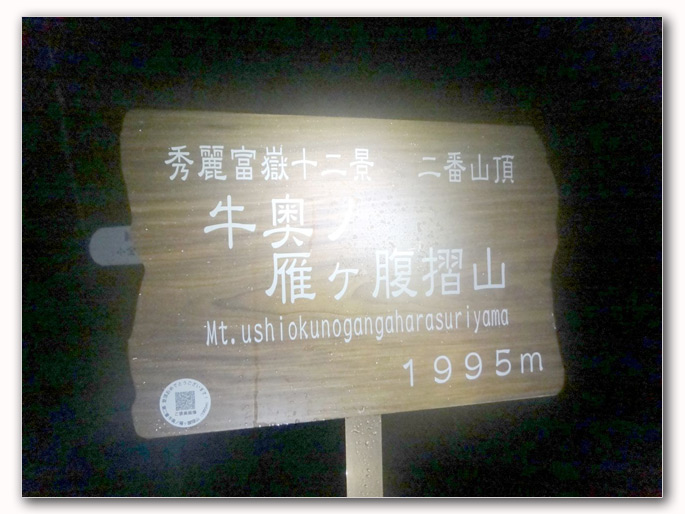 秀麗富嶽十二景　二番山頂
牛奥ノ
雁ヶ腹摺山
Mt.ushiokunogangaharasuriyama
1995m